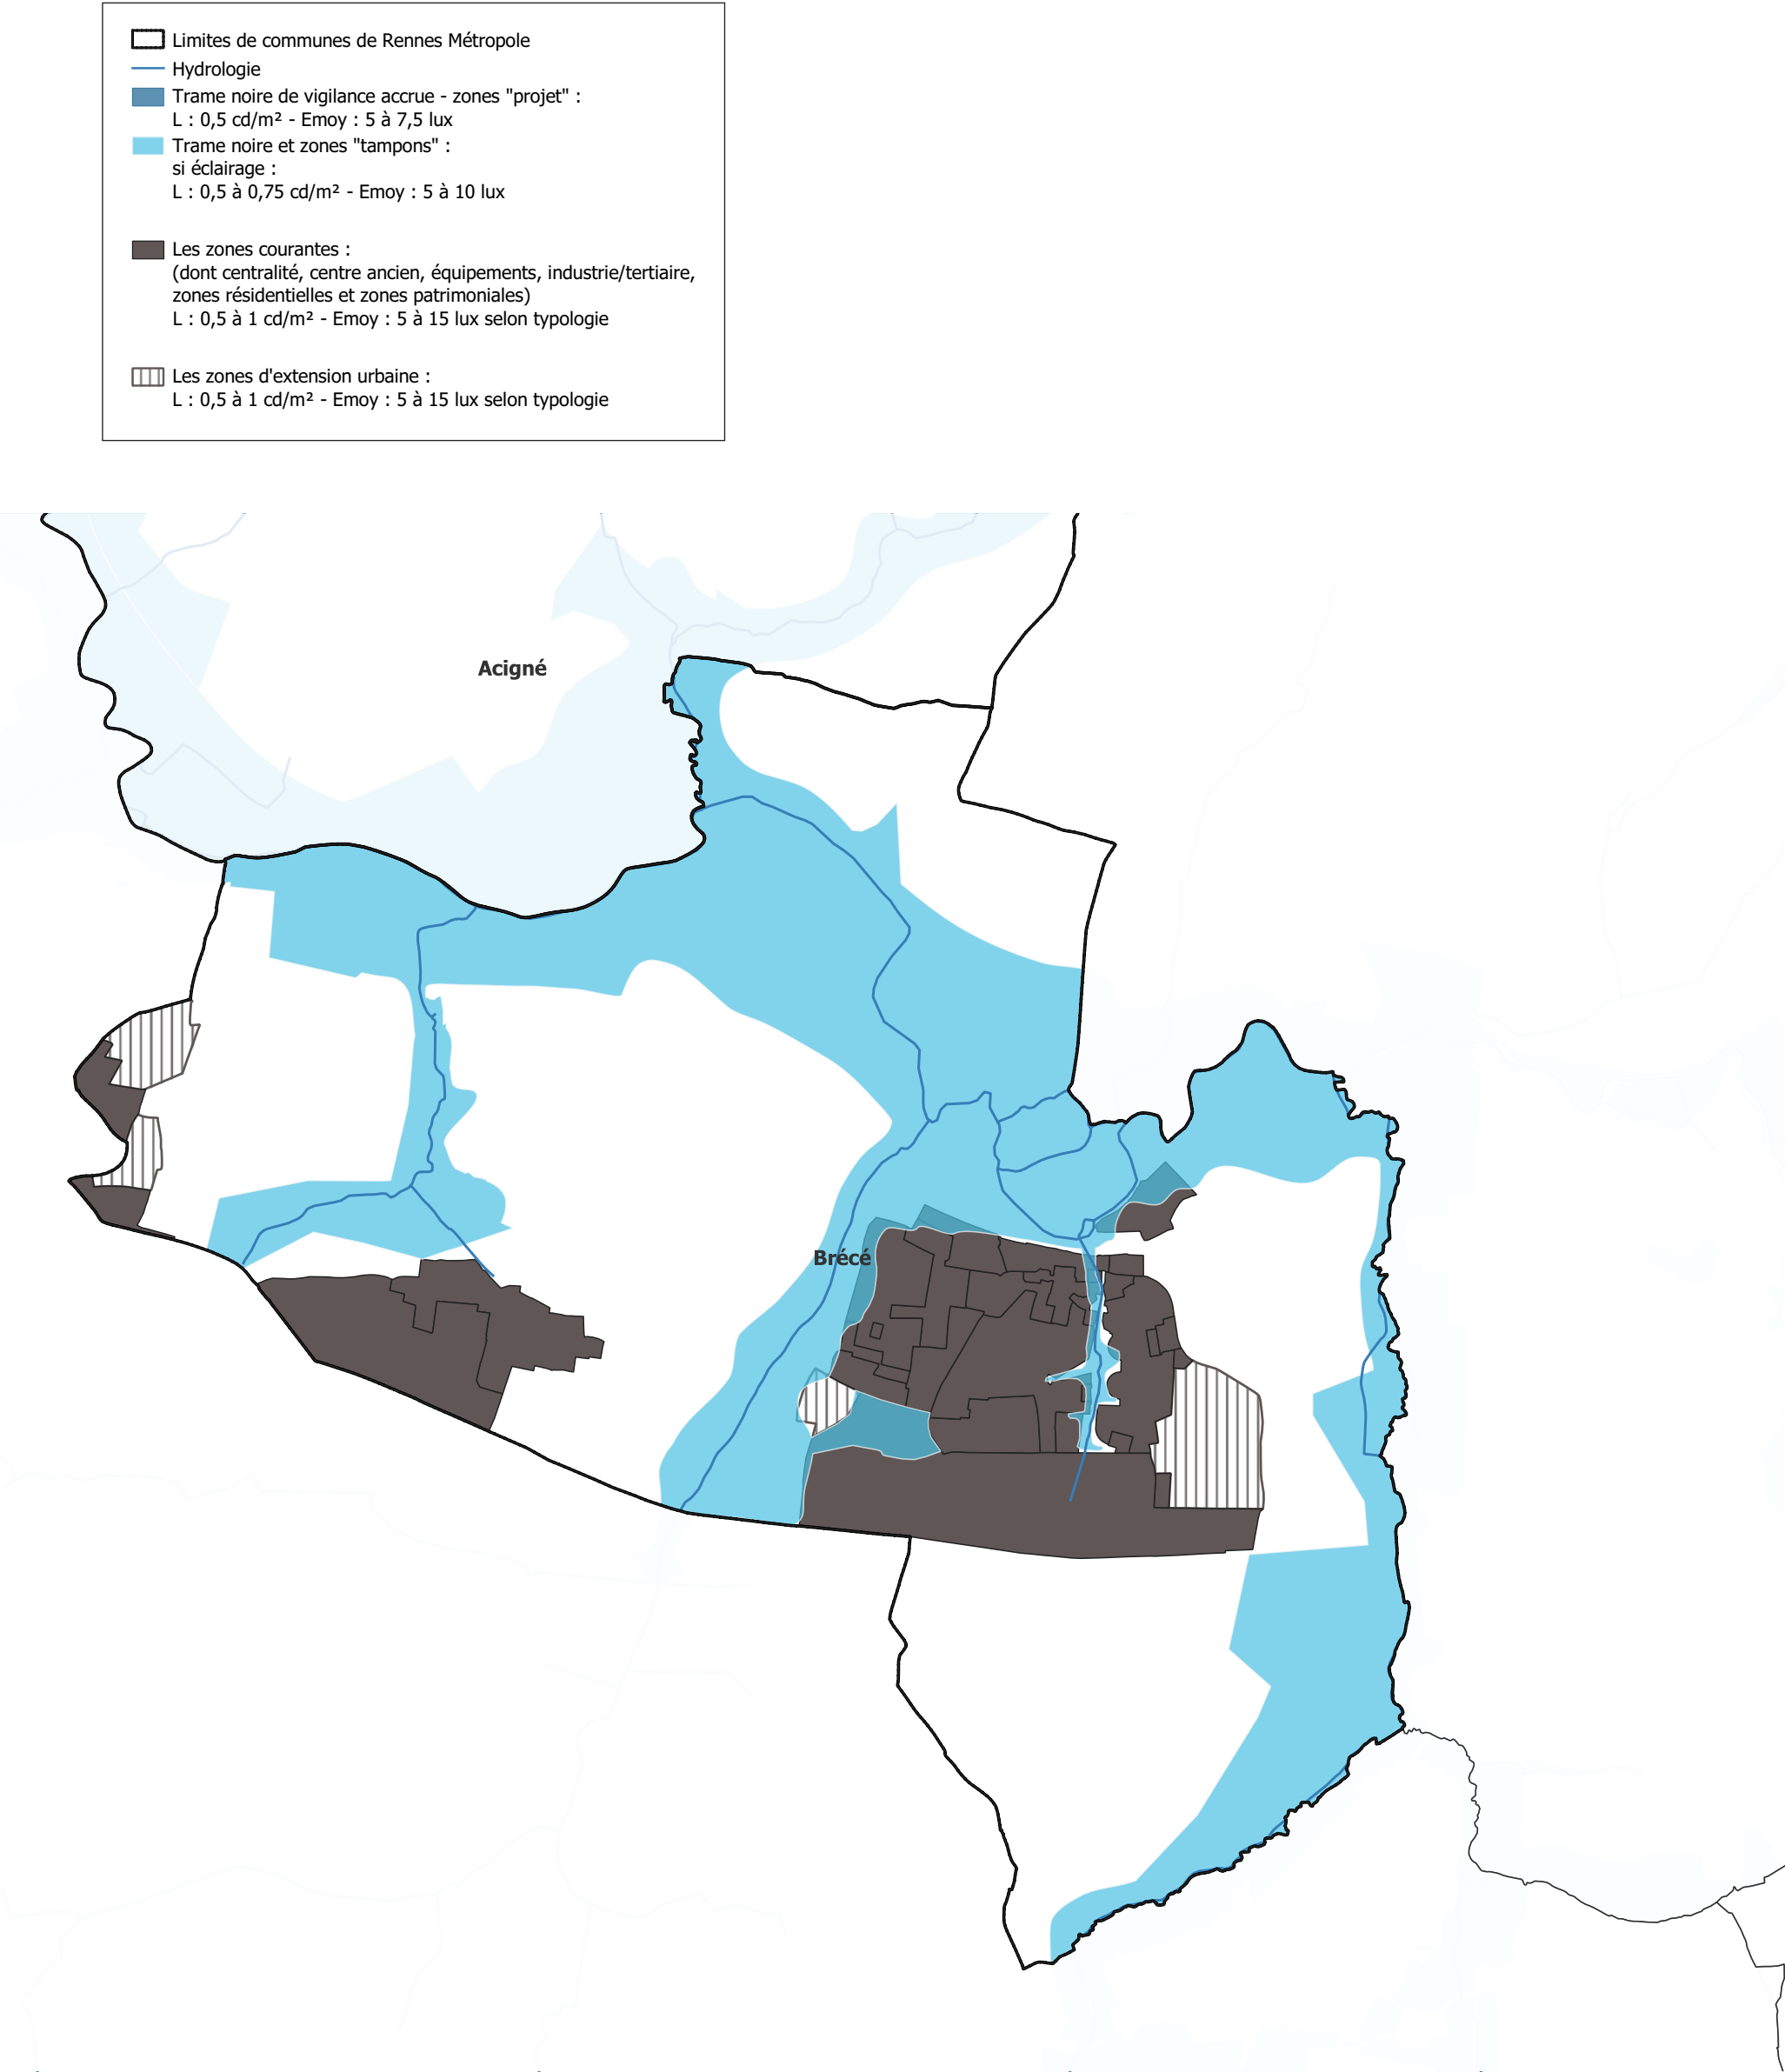 Limites de communes de Rennes Métropole
Hydrologie
Trame noire de vigilance accrue - zones "projet" :
L : 0,5 cd/m² - Emoy : 5 à 7,5 lux
Trame noire et zones "tampons" :
si éclairage :
L : 0,5 à 0,75 cd/m² - Emoy : 5 à 10 lux
Les zones courantes :
(dont centralité, centre ancien, équipements, industrie/tertiaire,
zones résidentielles et zones patrimoniales)
L : 0,5 à 1 cd/m² - Emoy : 5 à 15 lux selon typologie
Les zones d'extension urbaine :
L : 0,5 à 1 cd/m² - Emoy : 5 à 15 lux selon typologie
Acigné
Brécé